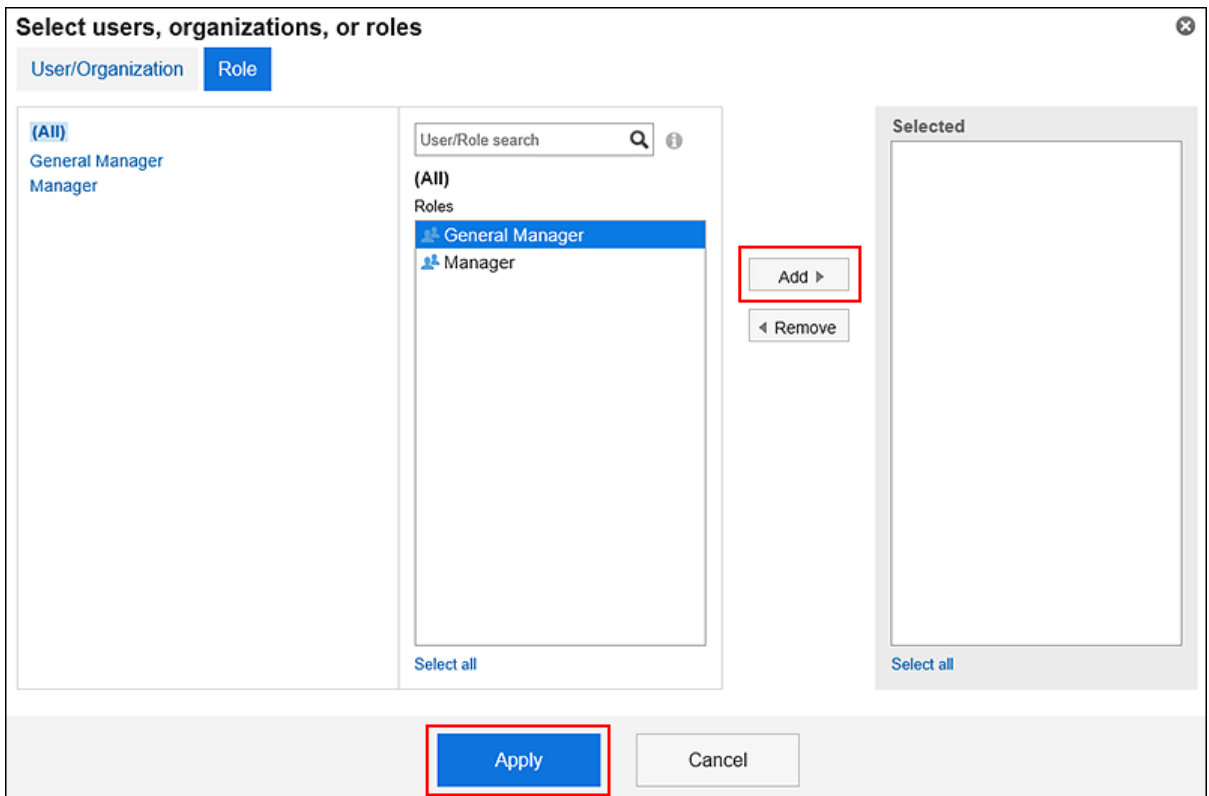 Select users, organizations, or roles
User/Organization Role
(All)
General Manager
Manager
User/Role search
(All)
Roles
General Manager
Manager
Select all
Add
Remove
Selected
Select all
Apply Cancel